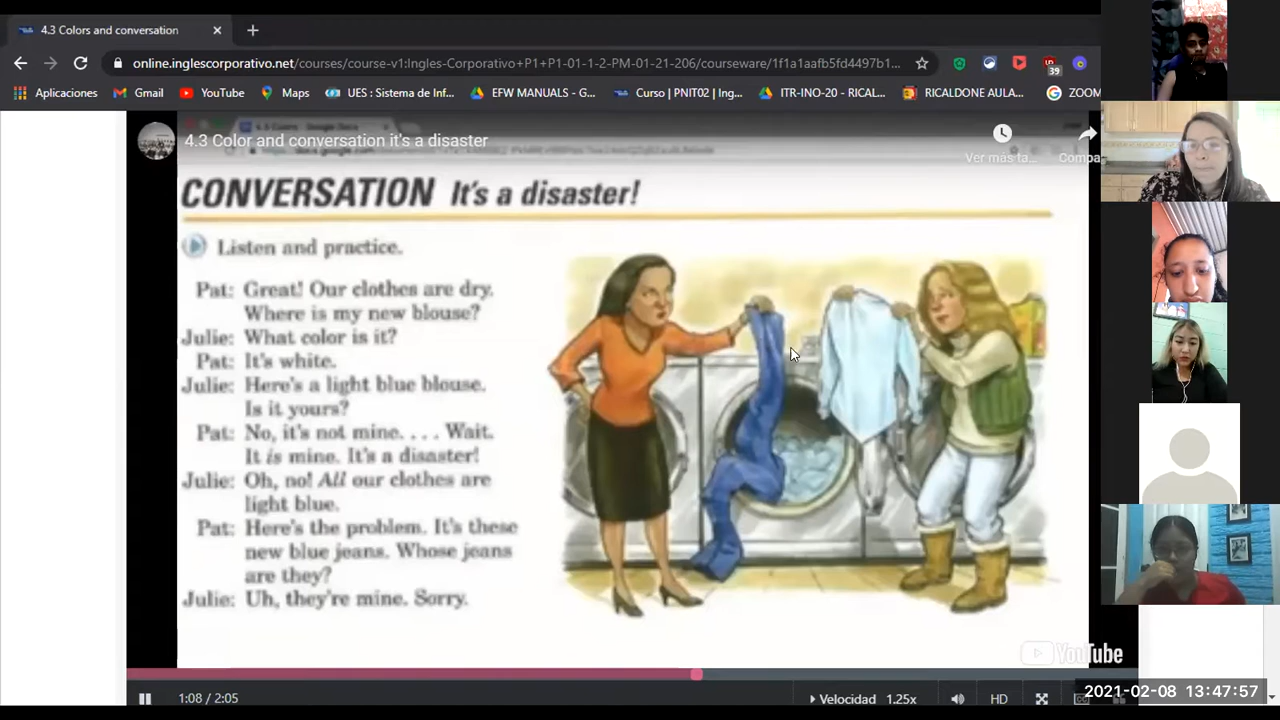 4.3 Colors and conversation
online.inglescorporativo.net/courses/course-v1:Ingles-Corporativo+P1+P1-01-1-2-PM-01-21-206/courseware/1f1a1aafb5fd4497b1...
39
Aplicaciones Gmail YouTube Maps UES : Sistema de Inf... EFW MANUALS - G... Curso | PNIT02 | Ing... ITR-INO-20 - RICAL... RICALDONE AULA... ZOOM
4.3 Color and conversation it's a disaster
Ver más ta... Compa
CONVERSATION It's a disaster!
Listen and practice.
Pat: Great! Our clothes are dry.
Where is my new blouse?
Julie: What color is it?
Pat: It's white.
Julie: Here's a light blue blouse.
Is it yours?
Pat: No, it's not mine. . . . Wait.
It is mine. It's a disaster!
Julie: Oh, no! All our clothes are
light blue.
Pat: Here's the problem. It's these
new blue jeans. Whose jeans
are they?
Julie: Uh, they're mine. Sorry.
YouTube
1:08 / 2:05 Velocidad 1.25x HD
2021-02-08 13:47:57